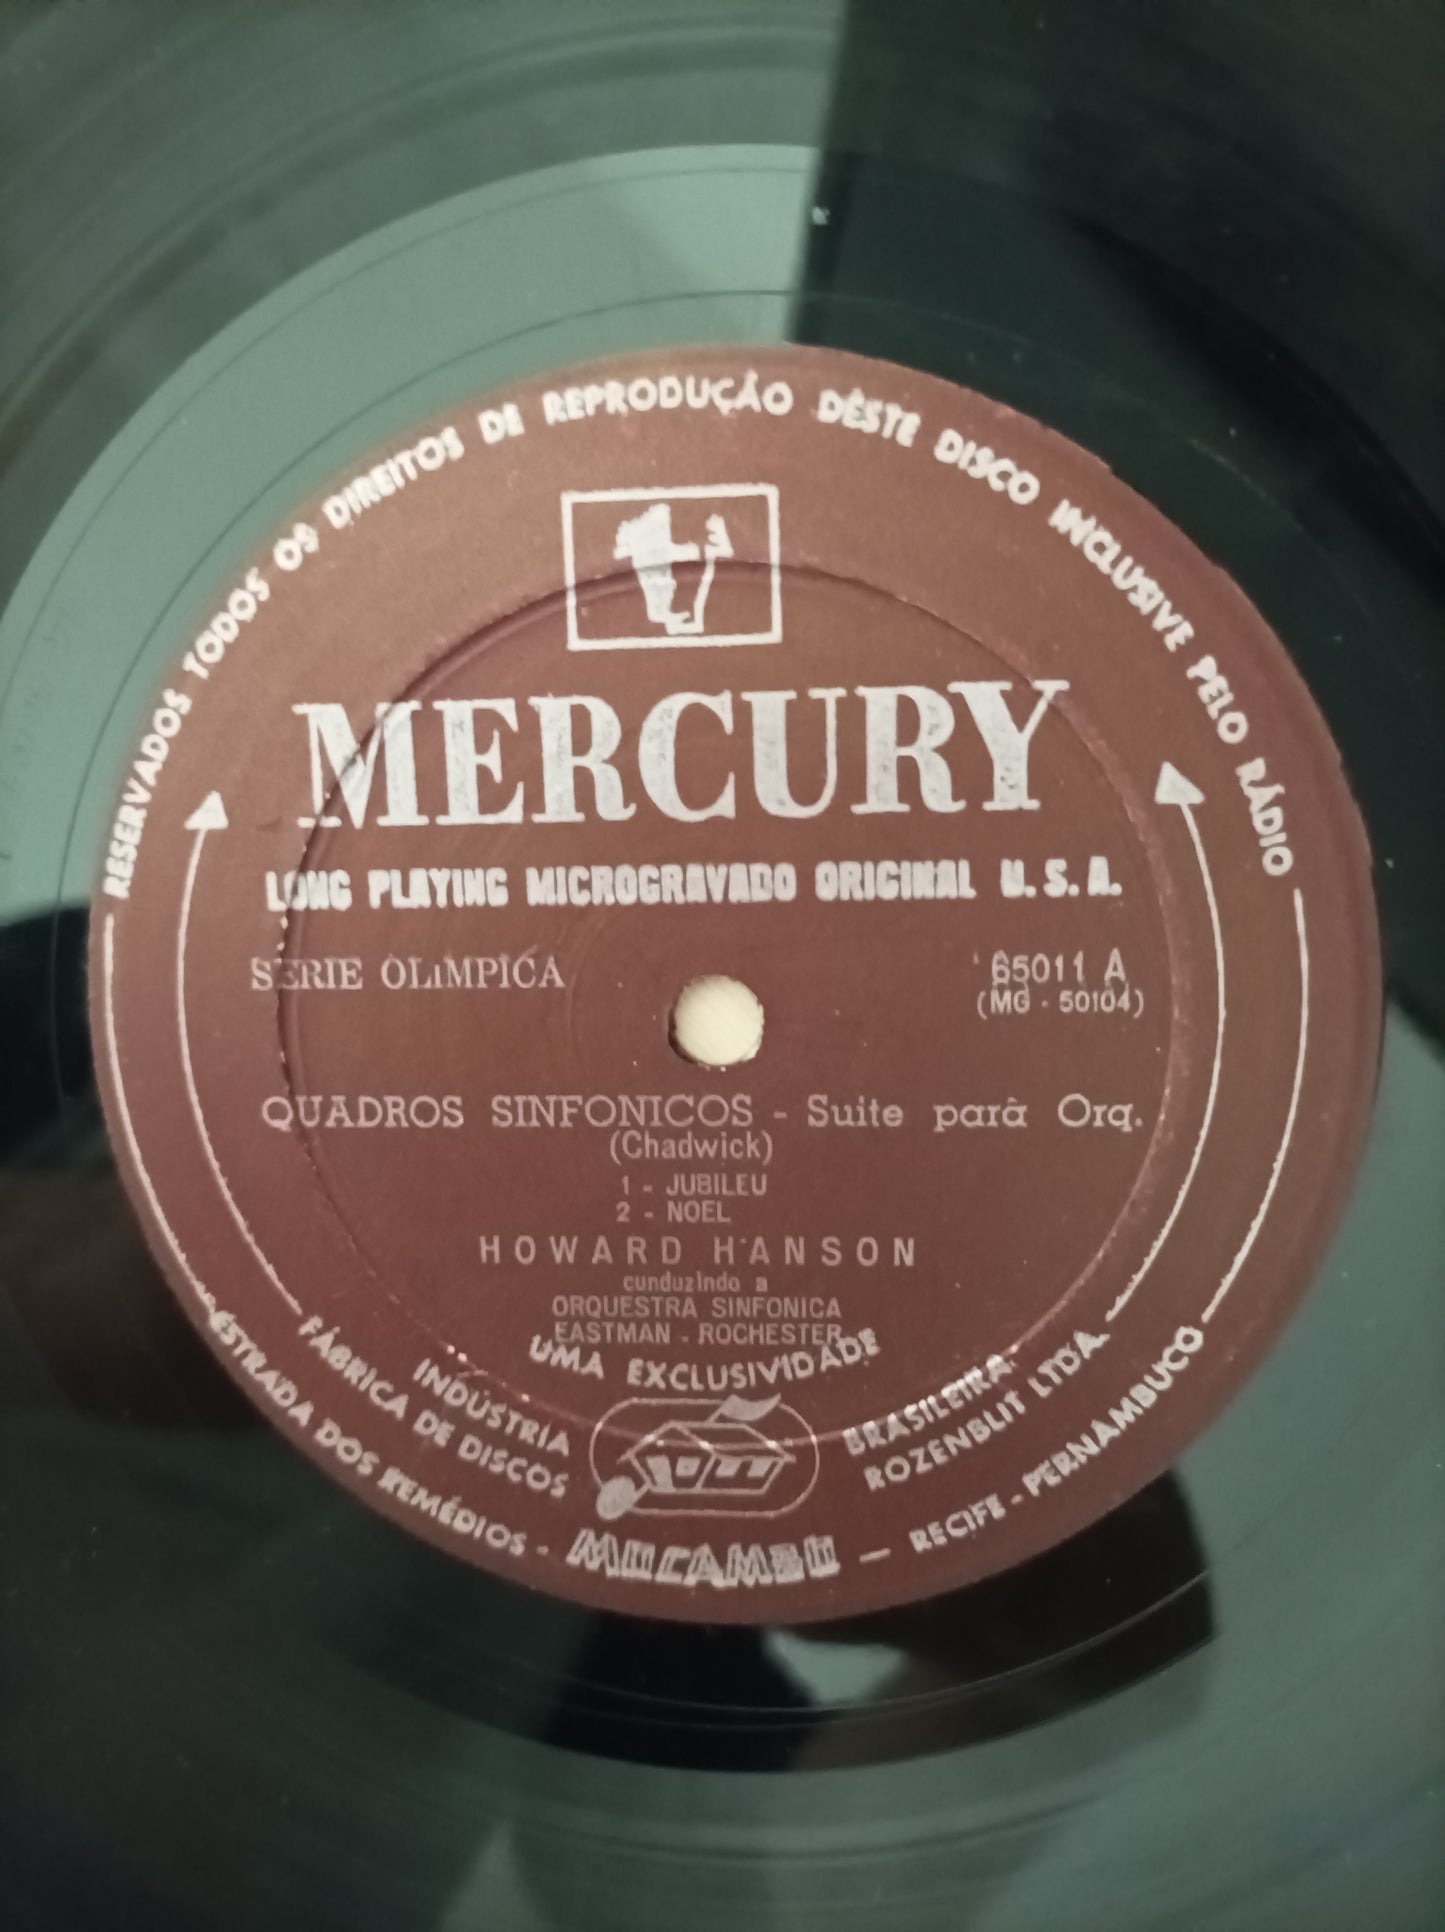 RESERVADOS TODOS OS DIREITOS DE REPRODUÇÃO DÊSTE DISCO INCLUSIVE PELO RÁDIO
MERCURY
LONG PLAYING MICROGRAVADO ORIGINAL U.S.A.
SERIE OLiMPICA
65011 A
(MG - 50104)
QUADROS SINFONICOS - Suite para Orq.
(Chadwick)
1 - JUBILEU
2 - NOEL
HOWARD HANSON
cunduzindo a
ORQUESTRA SINFONICA
EASTMAN - ROCHESTER
UMA EXCLUSIVIDADE
INDÚSTRIA BRASILEIRA
FÁBRICA DE DISCOS ROZENBLIT LTDA.
ESTRADA DOS REMÉDIOS - MOCAMBO — RECIFE - PERNAMBUCO